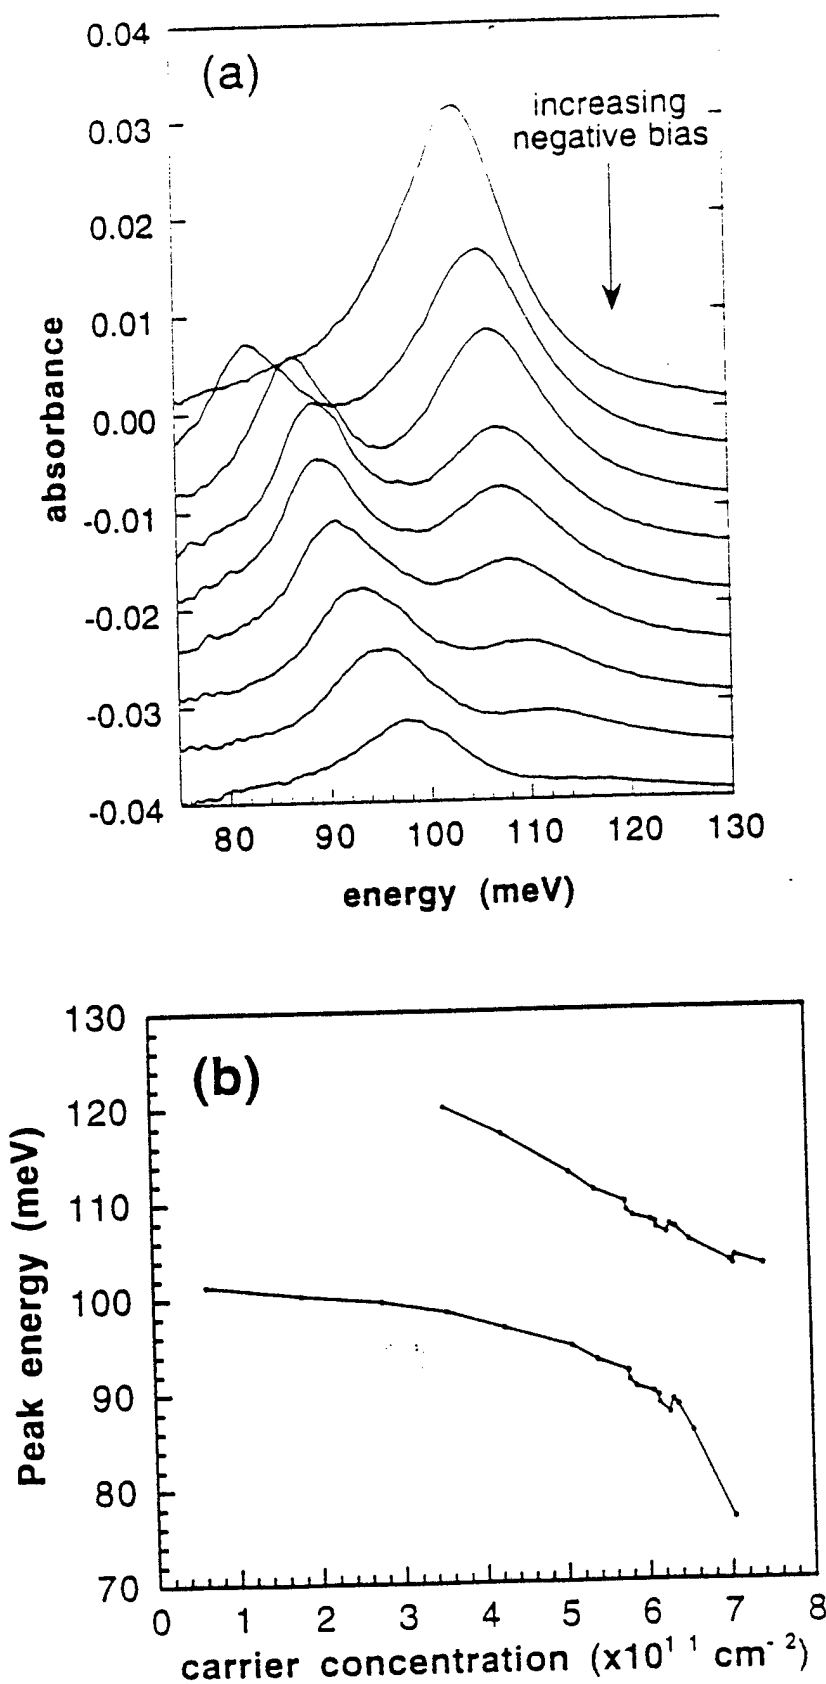 0.04
(a)
increasing
negative bias
0.03
0.02
0.01
0.00
-0.01
-0.02
-0.03
-0.04
absorbance
80 90 100 110 120 130
energy (meV)
130
(b)
120
110
100
90
80
70
Peak energy (meV)
0 1 2 3 4 5 6 7 8
carrier concentration (x10¹¹ cm⁻²)